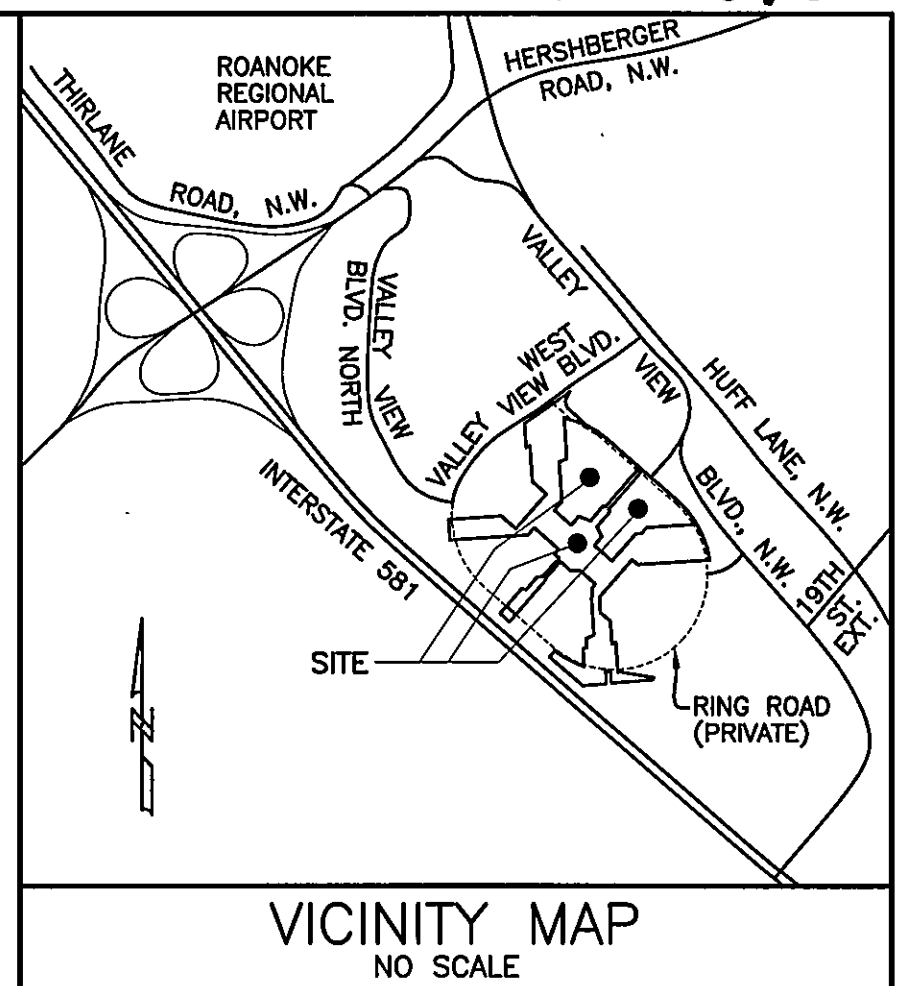 ROANOKE
REGIONAL
AIRPORT
HERSHBERGER
ROAD, N.W.
THIRLANE
ROAD, N.W.
VALLEY VIEW
BLVD. NORTH
VALLEY
VIEW
BLVD., N.W.
WEST
VALLEY VIEW BLVD.
HUFF LANE, N.W.
INTERSTATE 581
19TH
ST.
EXT.
SITE
RING ROAD
(PRIVATE)
N
VICINITY MAP
NO SCALE